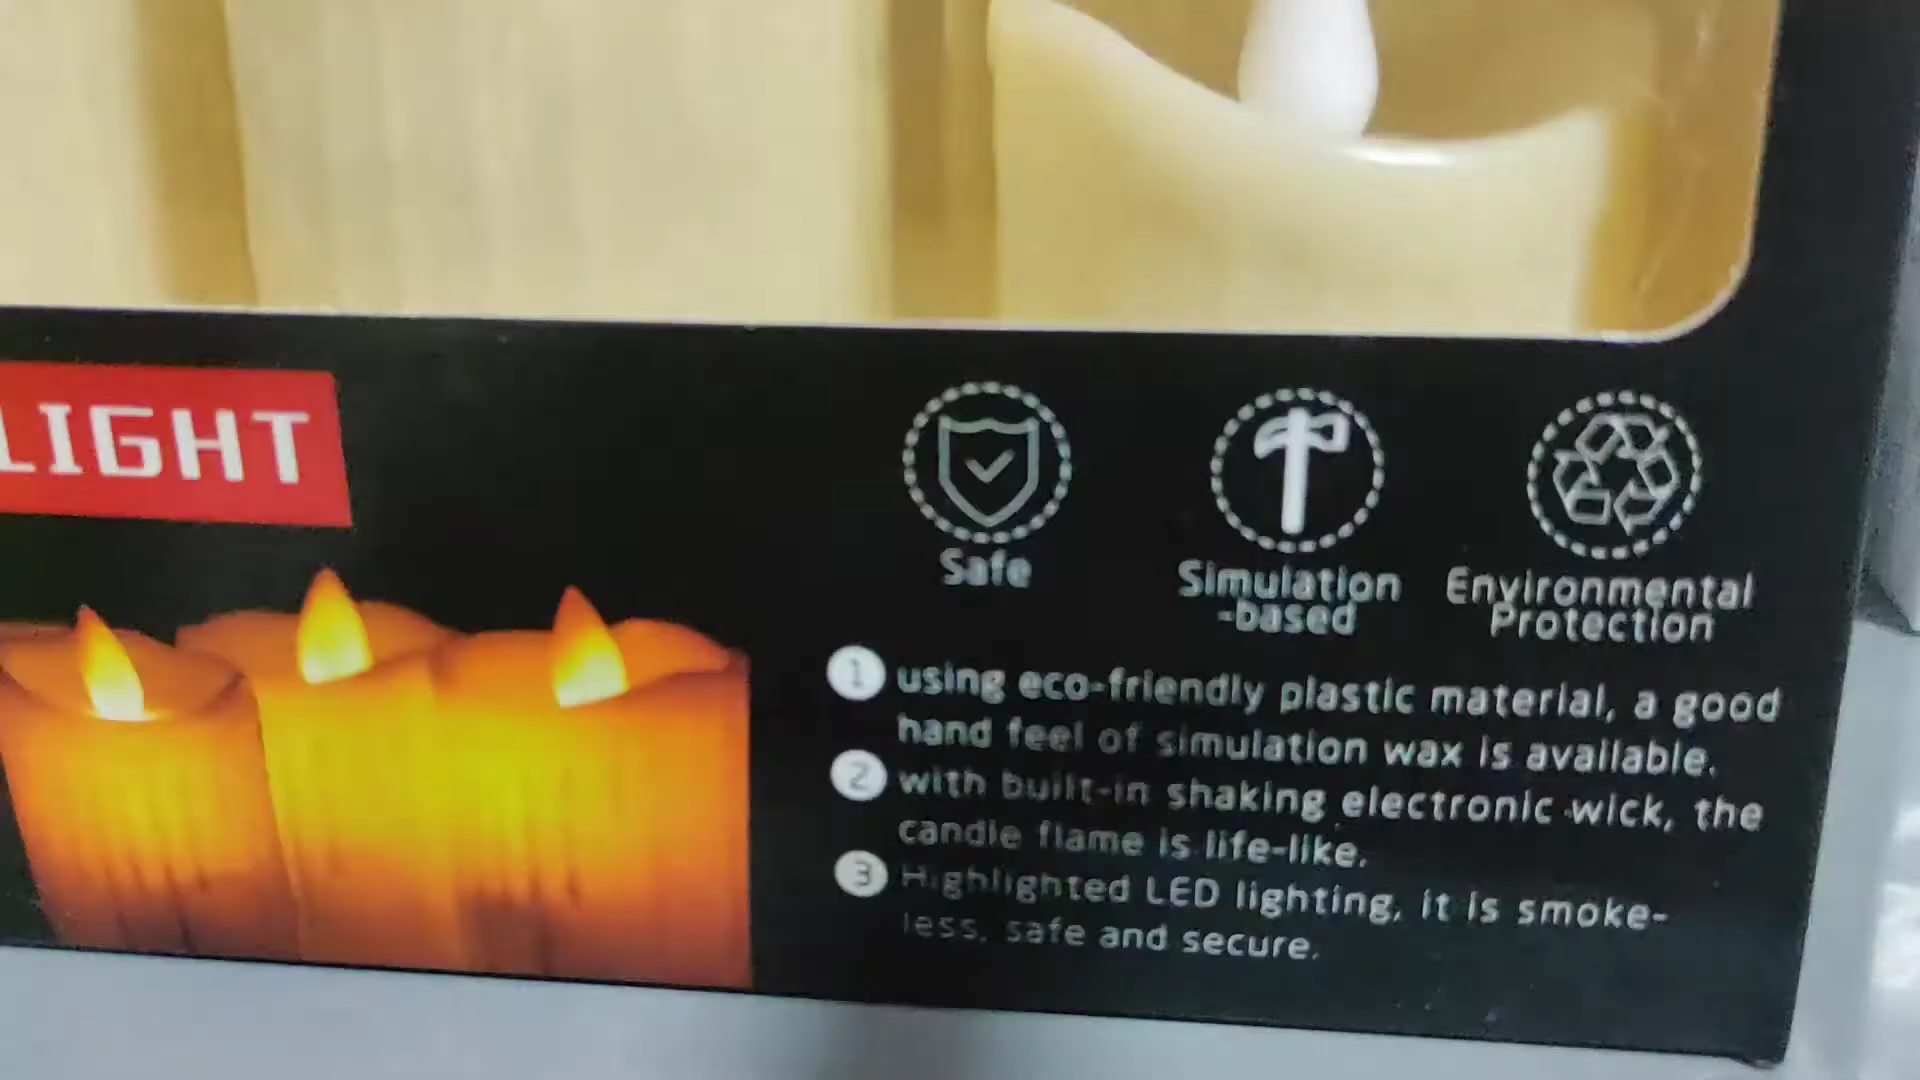 LIGHT
Safe
Simulation
-based
Environmental
Protection
1 using eco-friendly plastic material, a good
hand feel of simulation wax is available.
2 with built-in shaking electronic wick, the
candle flame is life-like.
3 Highlighted LED lighting, it is smoke-
less, safe and secure.